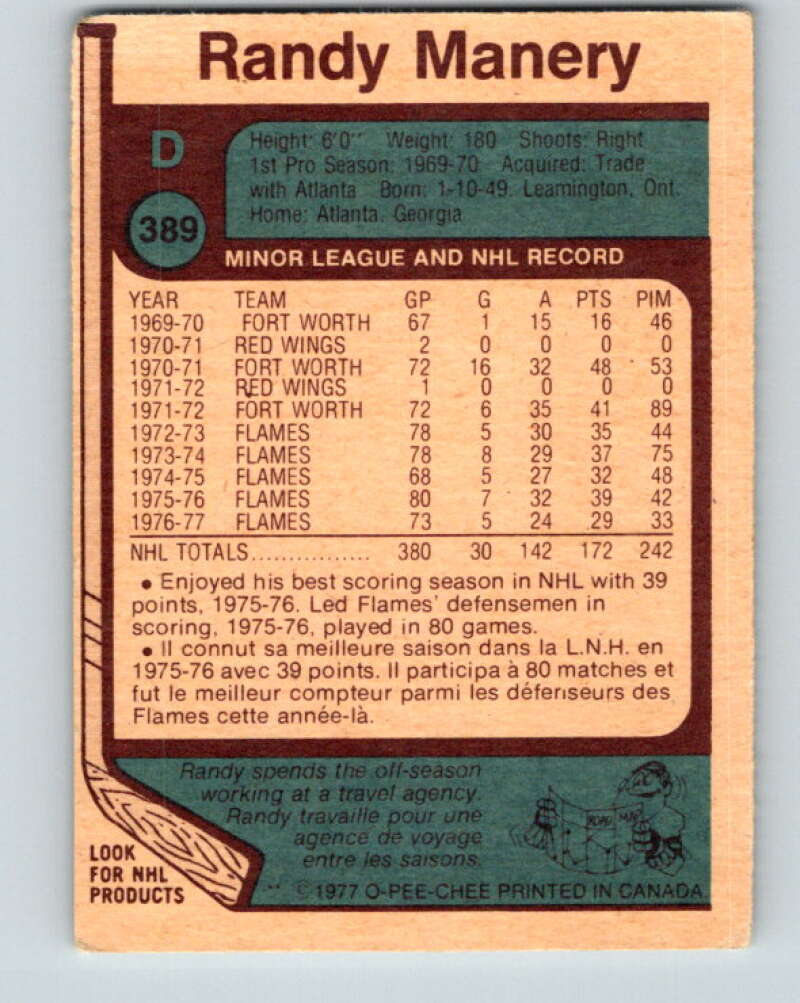 Randy Manery
D
389
Height: 6'0" Weight: 180 Shoots: Right
1st Pro Season: 1969-70 Acquired: Trade
with Atlanta Born: 1-10-49. Leamington, Ont.
Home: Atlanta, Georgia
MINOR LEAGUE AND NHL RECORD
YEAR TEAM GP G A PTS PIM
1969-70 FORT WORTH 67 1 15 16 46
1970-71 RED WINGS 2 0 0 0 0
1970-71 FORT WORTH 72 16 32 48 53
1971-72 RED WINGS 1 0 0 0 0
1971-72 FORT WORTH 72 6 35 41 89
1972-73 FLAMES 78 5 30 35 44
1973-74 FLAMES 78 8 29 37 75
1974-75 FLAMES 68 5 27 32 48
1975-76 FLAMES 80 7 32 39 42
1976-77 FLAMES 73 5 24 29 33
NHL TOTALS................ 380 30 142 172 242
• Enjoyed his best scoring season in NHL with 39
points, 1975-76. Led Flames' defensemen in
scoring, 1975-76, played in 80 games.
• Il connut sa meilleure saison dans la L.N.H. en
1975-76 avec 39 points. Il participa à 80 matches et
fut le meilleur compteur parmi les défenseurs des
Flames cette année-là.
Randy spends the off-season
working at a travel agency.
Randy travaille pour une
agence de voyage
entre les saisons.
ROAD MAP
LOOK
FOR NHL
PRODUCTS
©1977 O-PEE-CHEE PRINTED IN CANADA